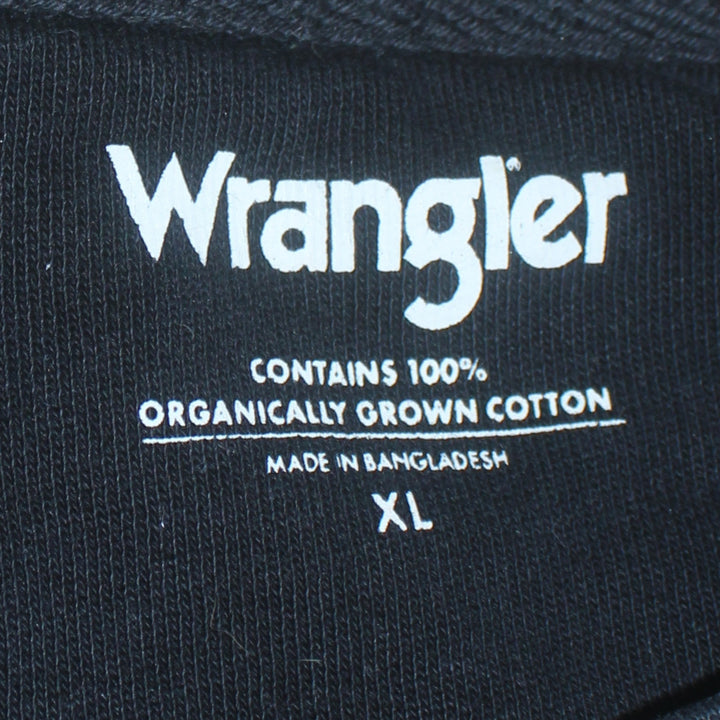 Wrangler®
CONTAINS 100%
ORGANICALLY GROWN COTTON
MADE IN BANGLADESH
XL